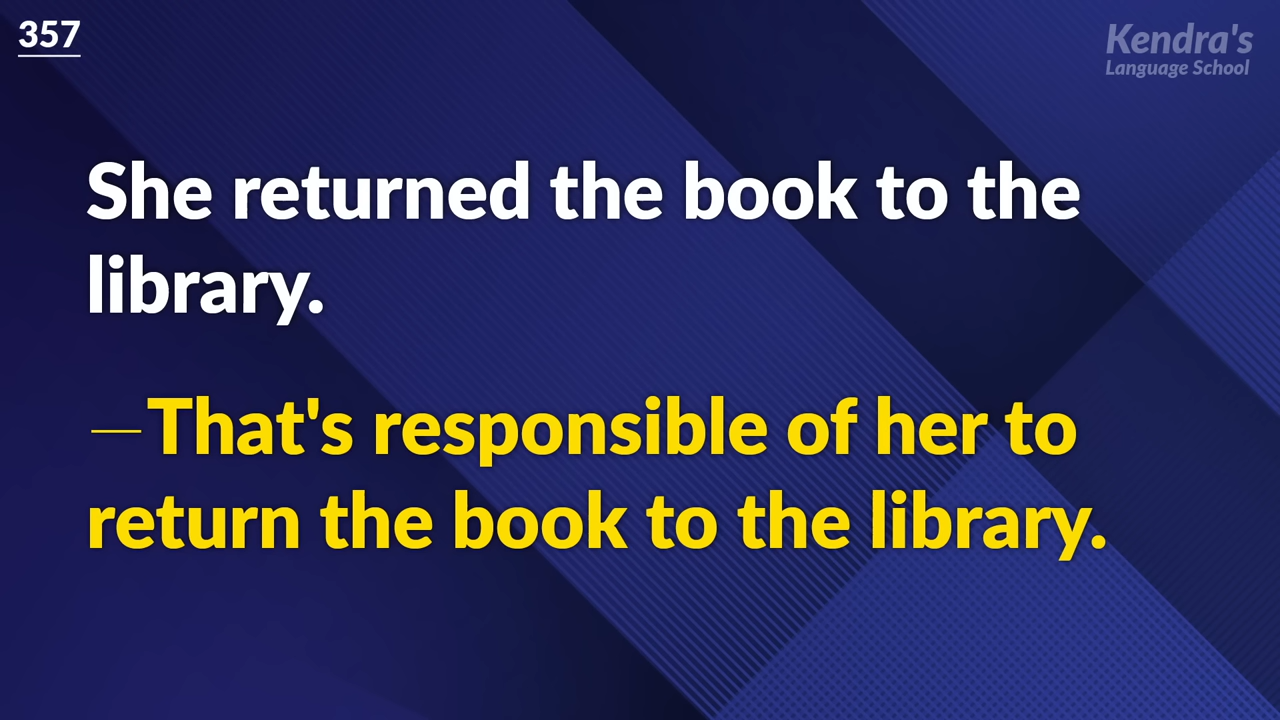 357
Kendra's
Language School
She returned the book to the
library.
—That's responsible of her to
return the book to the library.